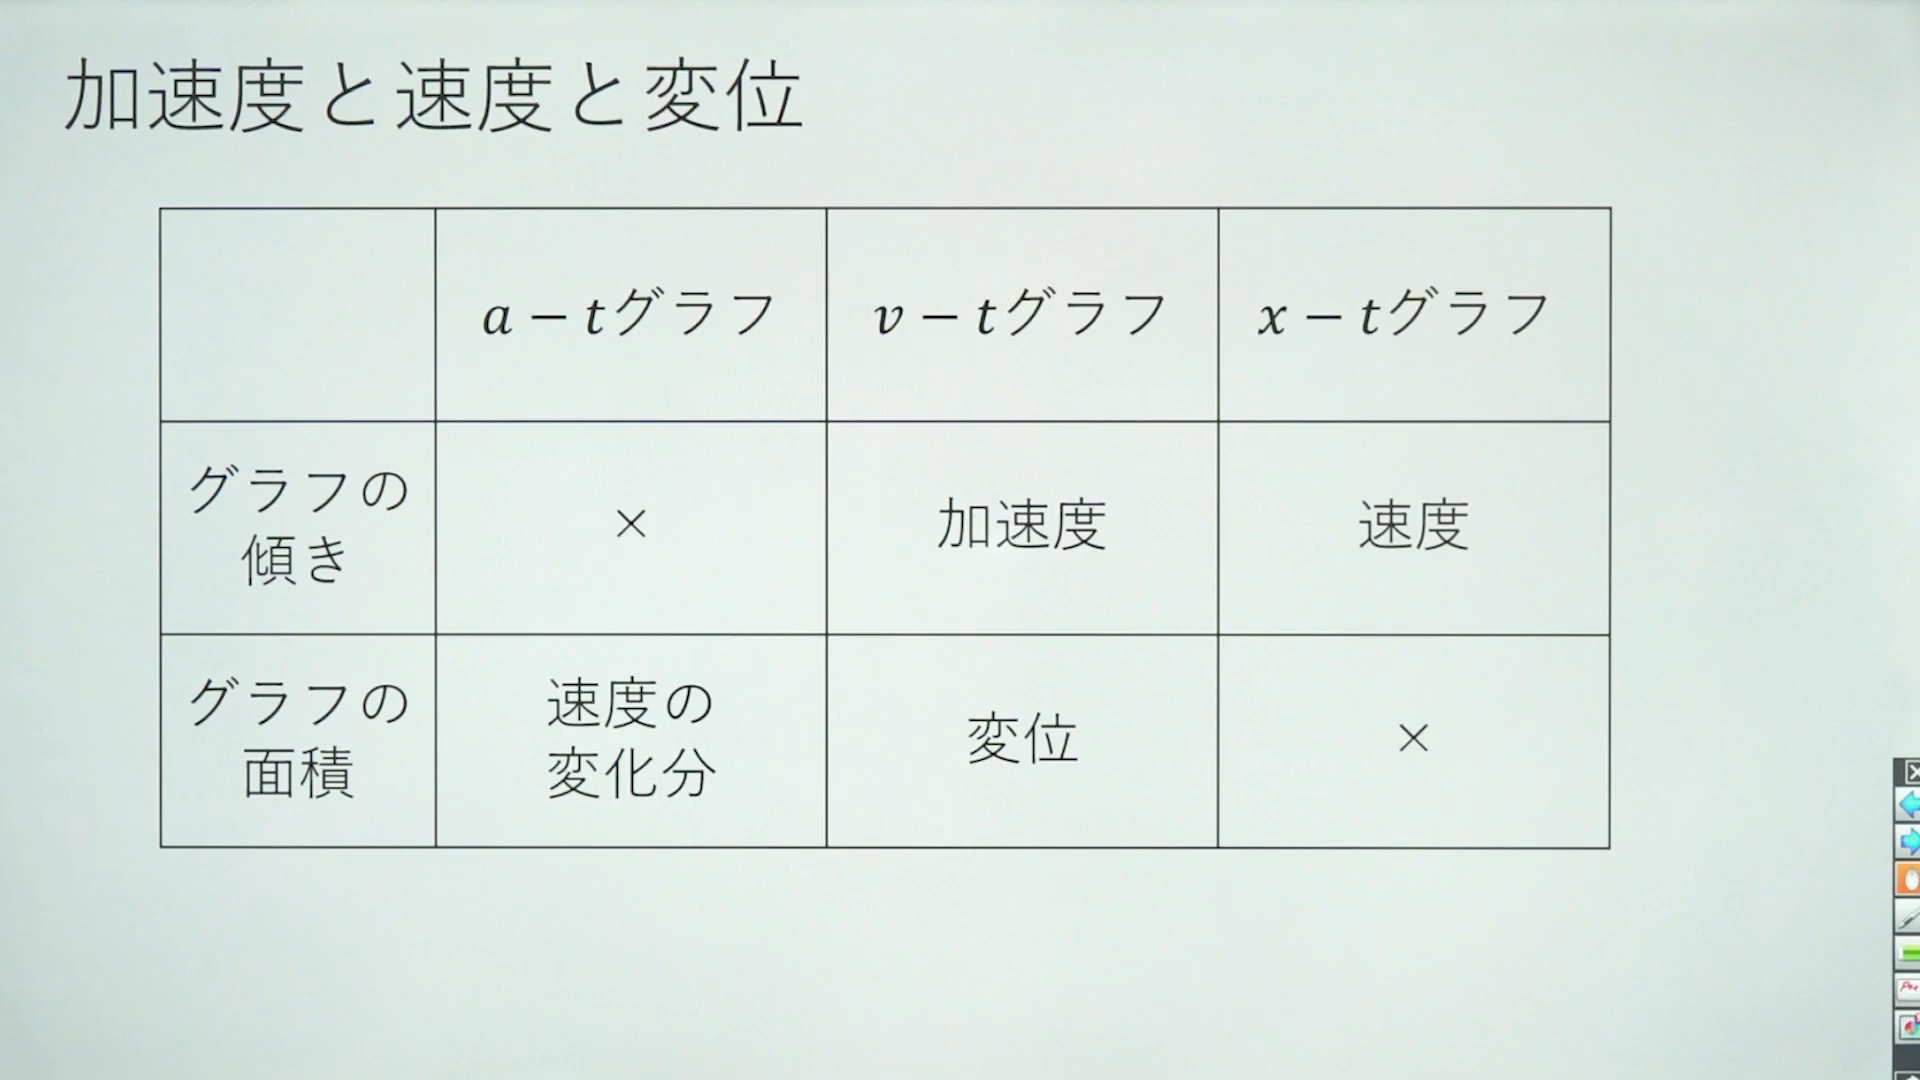 加速度と速度と変位
a − tグラフ
v − tグラフ
x − tグラフ
グラフの
傾き
×
加速度
速度
グラフの
面積
速度の
変化分
変位
×